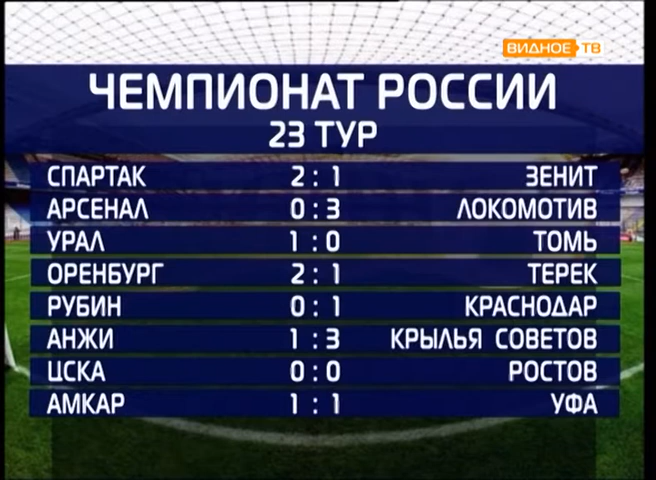 ВИДНОЕ ТВ
ЧЕМПИОНАТ РОССИИ
23 ТУР
СПАРТАК 2 : 1 ЗЕНИТ
АРСЕНАЛ 0 : 3 ЛОКОМОТИВ
УРАЛ 1 : 0 ТОМЬ
ОРЕНБУРГ 2 : 1 ТЕРЕК
РУБИН 0 : 1 КРАСНОДАР
АНЖИ 1 : 3 КРЫЛЬЯ СОВЕТОВ
ЦСКА 0 : 0 РОСТОВ
АМКАР 1 : 1 УФА